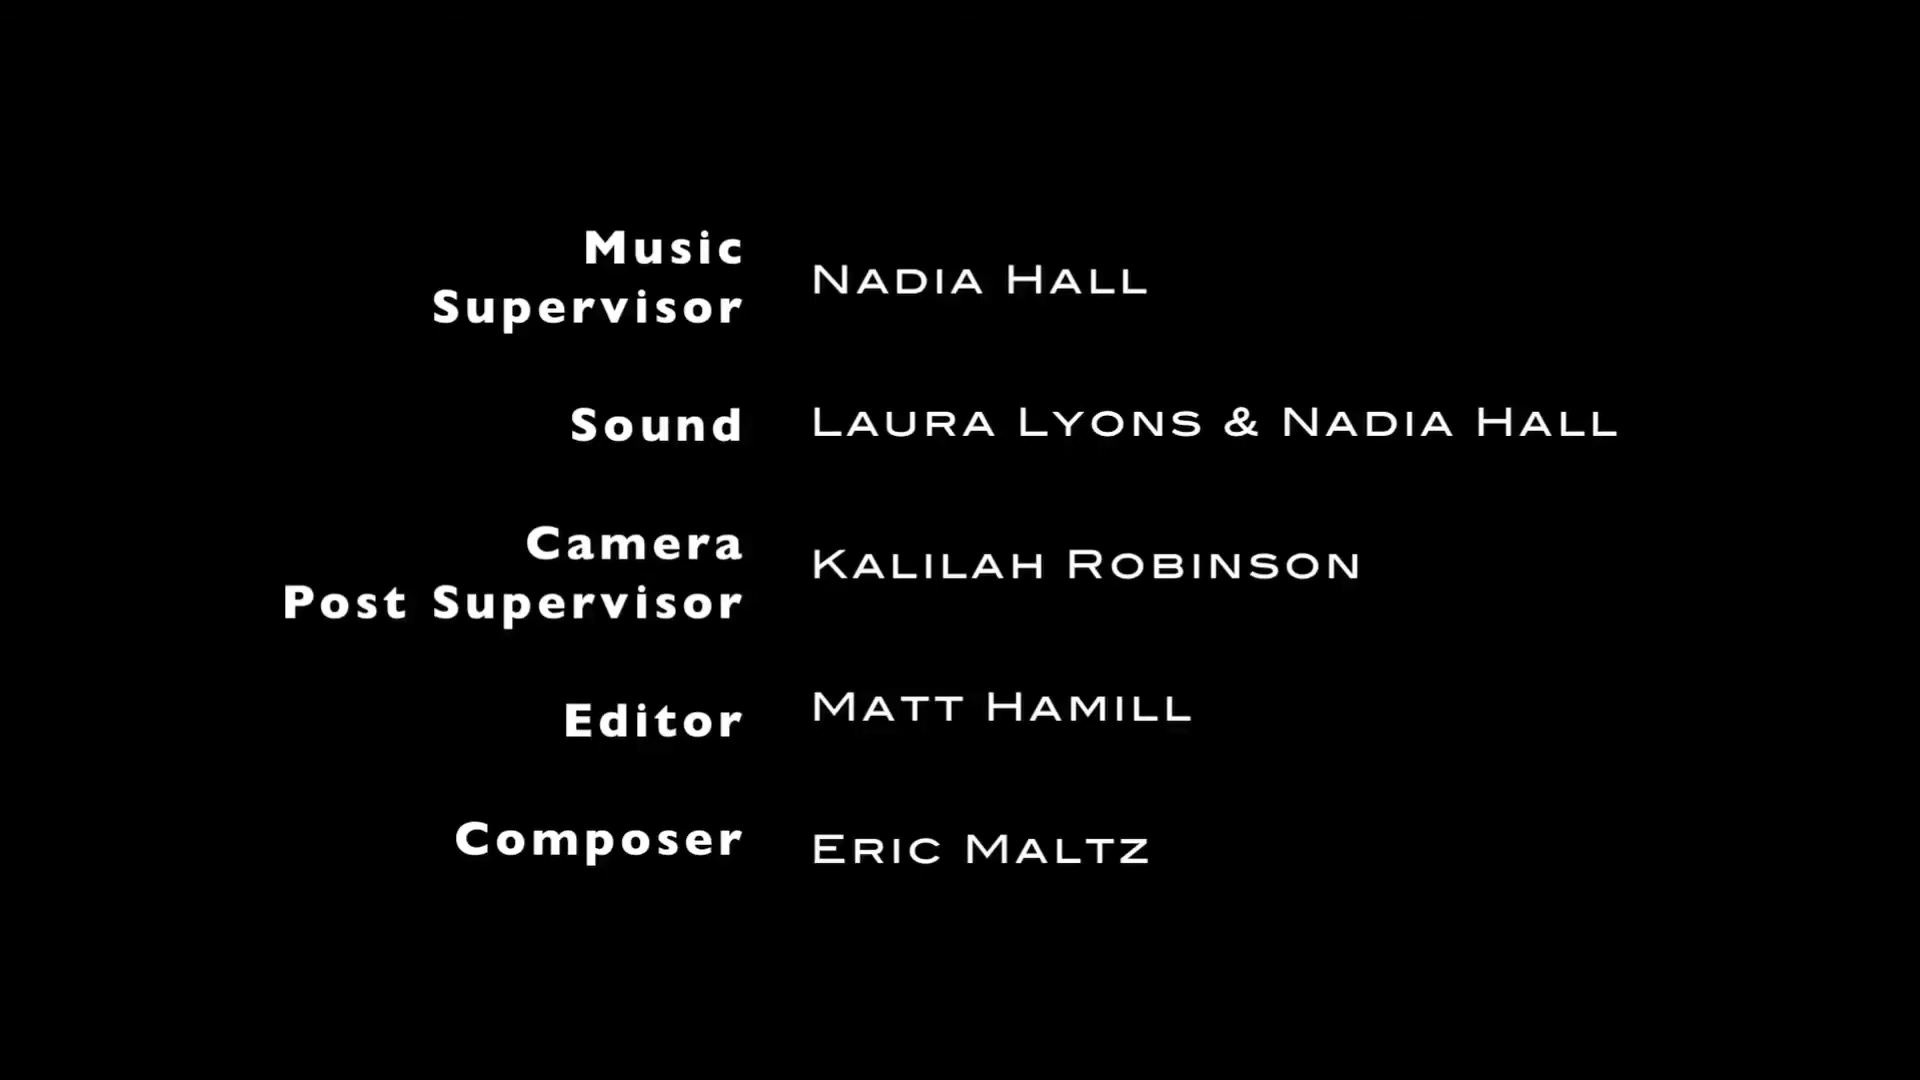 Music
Supervisor
Nadia Hall
Sound
Laura Lyons & Nadia Hall
Camera
Post Supervisor
Kalilah Robinson
Editor
Matt Hamill
Composer
Eric Maltz